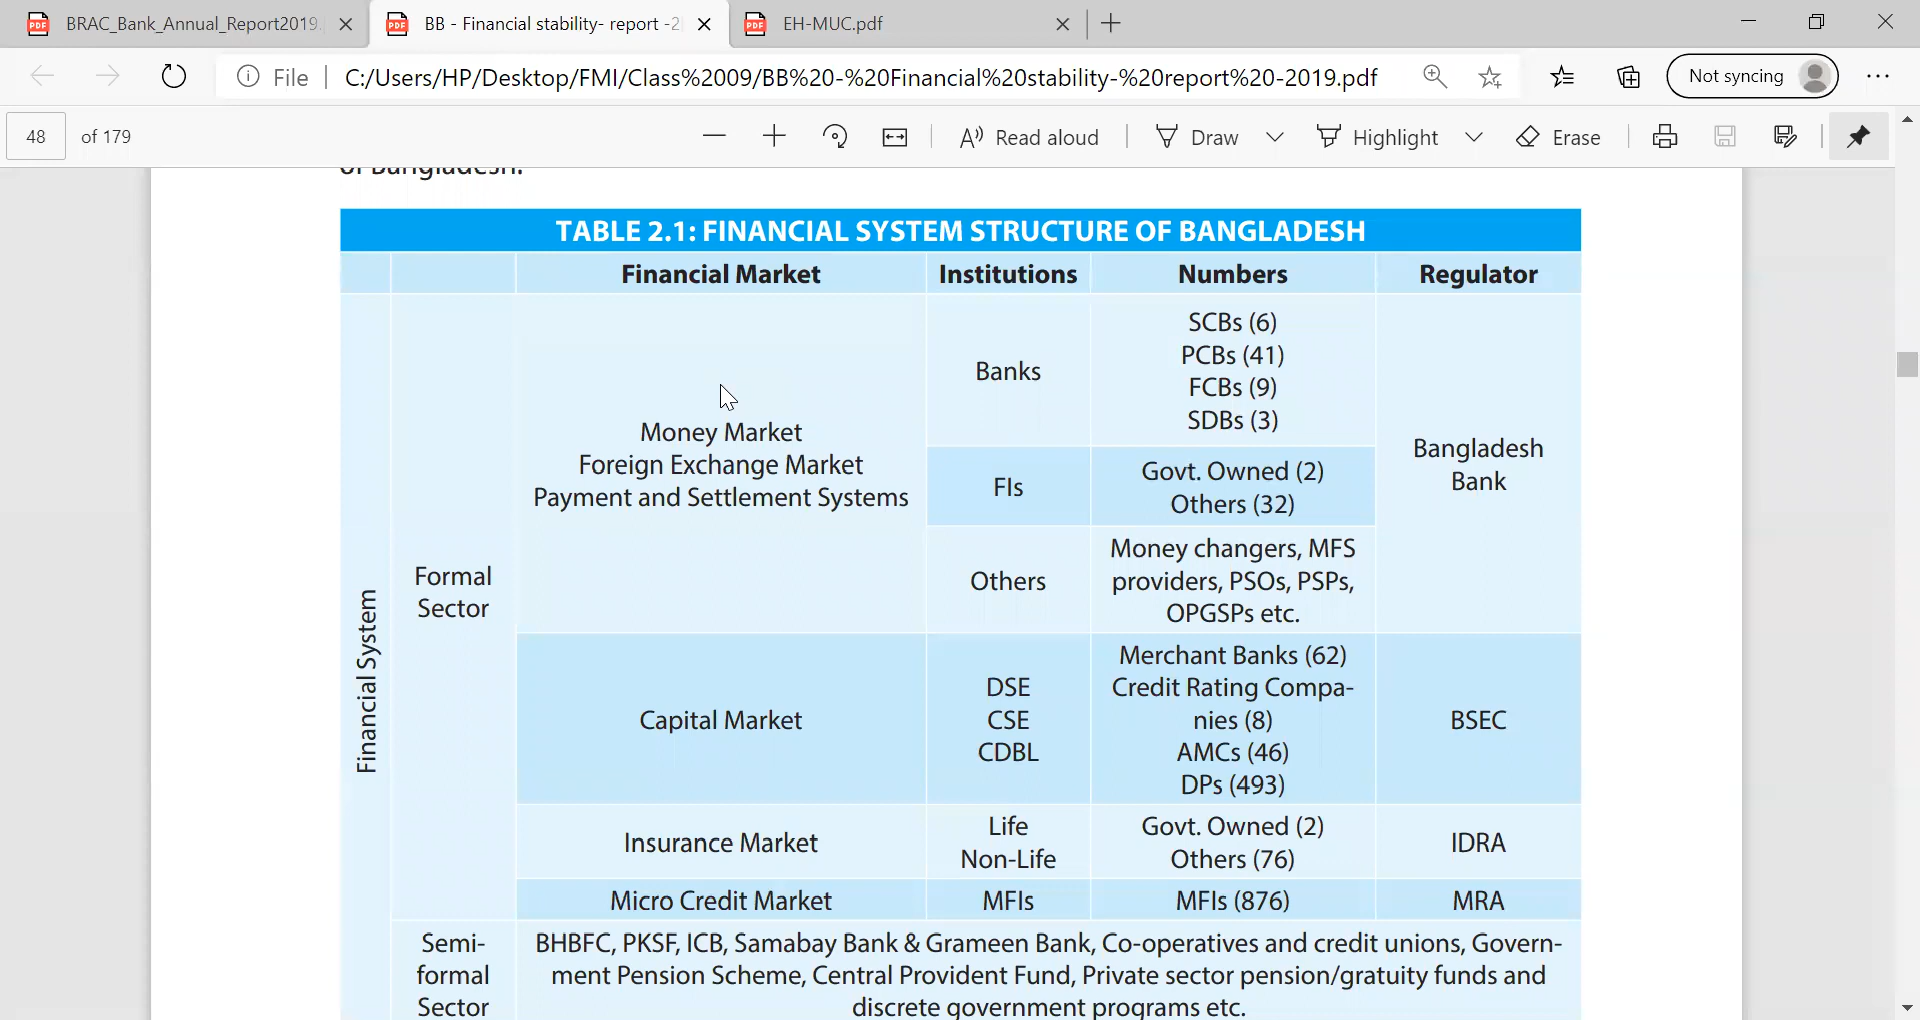 BRAC_Bank_Annual_Report2019.
BB - Financial stability- report -2
EH-MUC.pdf
File
C:/Users/HP/Desktop/FMI/Class%2009/BB%20-%20Financial%20stability-%20report%20-2019.pdf
Not syncing
48 of 179
Read aloud
Draw
Highlight
Erase
of Bangladesh.
TABLE 2.1: FINANCIAL SYSTEM STRUCTURE OF BANGLADESH
Financial Market Institutions Numbers Regulator
Financial System
Formal
Sector
Money Market
Foreign Exchange Market
Payment and Settlement Systems
Banks
SCBs (6)
PCBs (41)
FCBs (9)
SDBs (3)
Bangladesh
Bank
FIs
Govt. Owned (2)
Others (32)
Others
Money changers, MFS
providers, PSOs, PSPs,
OPGSPs etc.
Capital Market
DSE
CSE
CDBL
Merchant Banks (62)
Credit Rating Compa-
nies (8)
AMCs (46)
DPs (493)
BSEC
Insurance Market
Life
Non-Life
Govt. Owned (2)
Others (76)
IDRA
Micro Credit Market
MFIs
MFIs (876)
MRA
Semi-
formal
Sector
BHBFC, PKSF, ICB, Samabay Bank & Grameen Bank, Co-operatives and credit unions, Govern-
ment Pension Scheme, Central Provident Fund, Private sector pension/gratuity funds and
discrete government programs etc.